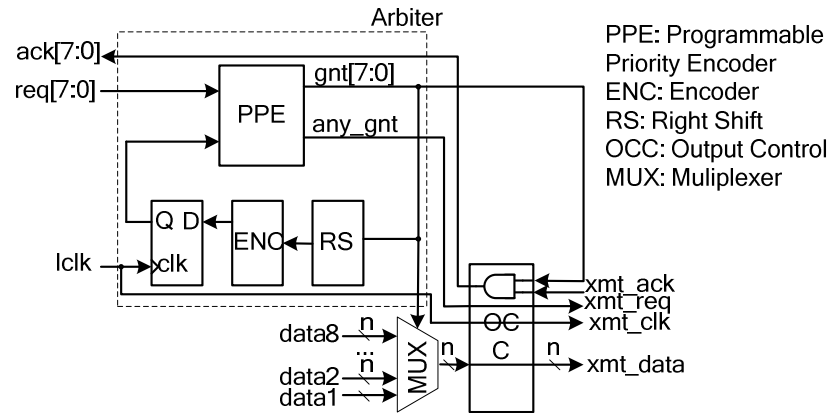 Arbiter
ack[7:0]
req[7:0]
gnt[7:0]
PPE
any_gnt
Q D
ENC
RS
lclk
clk
xmt_ack
xmt_req
xmt_clk
OC
C
data8
n
...
n
data2
data1
MUX
n
n
xmt_data
PPE: Programmable
Priority Encoder
ENC: Encoder
RS: Right Shift
OCC: Output Control
MUX: Muliplexer